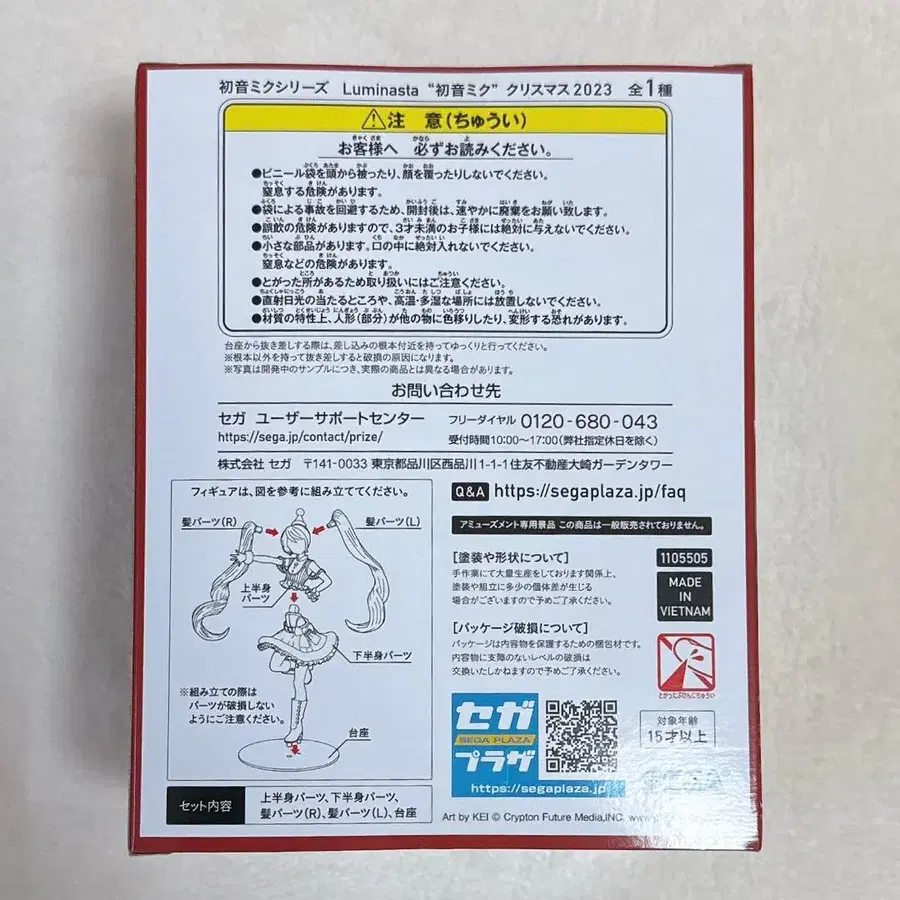 初音ミクシリーズ Luminasta “初音ミク” クリスマス2023 全1種
注 意(ちゅうい)
お客様へ 必ずお読みください。
●ビニール袋を頭から被ったり、顔を覆ったりしないでください。
窒息する危険があります。
●袋による事故を回避するため、開封後は、速やかに廃棄をお願い致します。
●誤飲の危険がありますので、3才未満のお子様には絶対に与えないでください。
●小さな部品があります。口の中に絶対入れないでください。
窒息などの危険があります。
●とがった所があるため取り扱いにはご注意ください。
●直射日光の当たるところや、高温・多湿な場所には放置しないでください。
●材質の特性上、人形(部分)が他の物に色移りしたり、変形する恐れがあります。
台座から抜き差しする際は、差し込みの根本付近を持ってゆっくりと行ってください。
※根本以外を持って抜き差しすると破損の原因になります。
※写真は開発中のサンプルにつき、実際の商品とは異なる場合があります。
お問い合わせ先
セガ ユーザーサポートセンター
https://sega.jp/contact/prize/
フリーダイヤル 0120-680-043
受付時間10:00〜17:00(弊社指定休日を除く)
株式会社 セガ 〒141-0033 東京都品川区西品川1-1-1住友不動産大崎ガーデンタワー
フィギュアは、図を参考に組み立ててください。
髪パーツ(R)
髪パーツ(L)
上半身
パーツ
下半身パーツ
※組み立ての際は
パーツが破損しない
ようにご注意ください。
台座
セット内容
上半身パーツ、下半身パーツ、
髪パーツ(R)、髪パーツ(L)、台座
Q&A https://segaplaza.jp/faq
アミューズメント専用景品 この商品は一般販売されておりません。
[塗装や形状について]
手作業にて大量生産をしております関係上、
塗装や組立に多少の個体差が生じる
場合がございますので予めご了承ください。
[パッケージ破損について]
パッケージは内容物を保護するための梱包材です。
内容物に支障のないレベルの破損は
交換いたしかねますので予めご了承ください。
1105505
MADE
IN
VIETNAM
とがったぶひんにちゅうい
セガ
SEGA PLAZA
プラザ
https://segaplaza.jp
対象年齢
15才以上
Art by KEI © Crypton Future Media,INC.